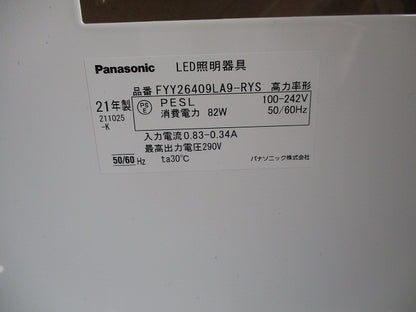 Panasonic LED照明器具
品番 FYY26409LA9-RYS 高力率形
21年製 PS E PESL 100-242V
211025 消費電力 82W 50/60Hz
-K
入力電流0.83-0.34A
最高出力電圧290V
50/60 Hz ta30℃ パナソニック株式会社